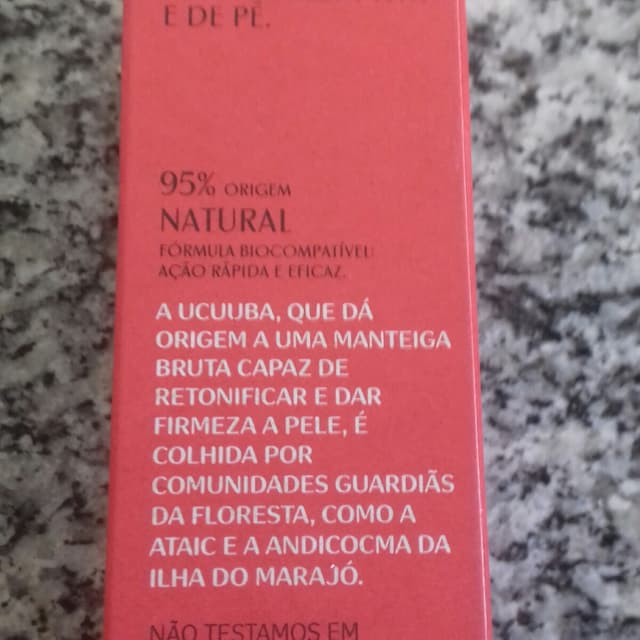 E DE PÉ.
95% ORIGEM
NATURAL
FÓRMULA BIOCOMPATÍVEL:
AÇÃO RÁPIDA E EFICAZ.
A UCUUBA, QUE DÁ
ORIGEM A UMA MANTEIGA
BRUTA CAPAZ DE
RETONIFICAR E DAR
FIRMEZA A PELE, É
COLHIDA POR
COMUNIDADES GUARDIÃS
DA FLORESTA, COMO A
ATAIC E A ANDICOCMA DA
ILHA DO MARAJÓ.
NÃO TESTAMOS EM